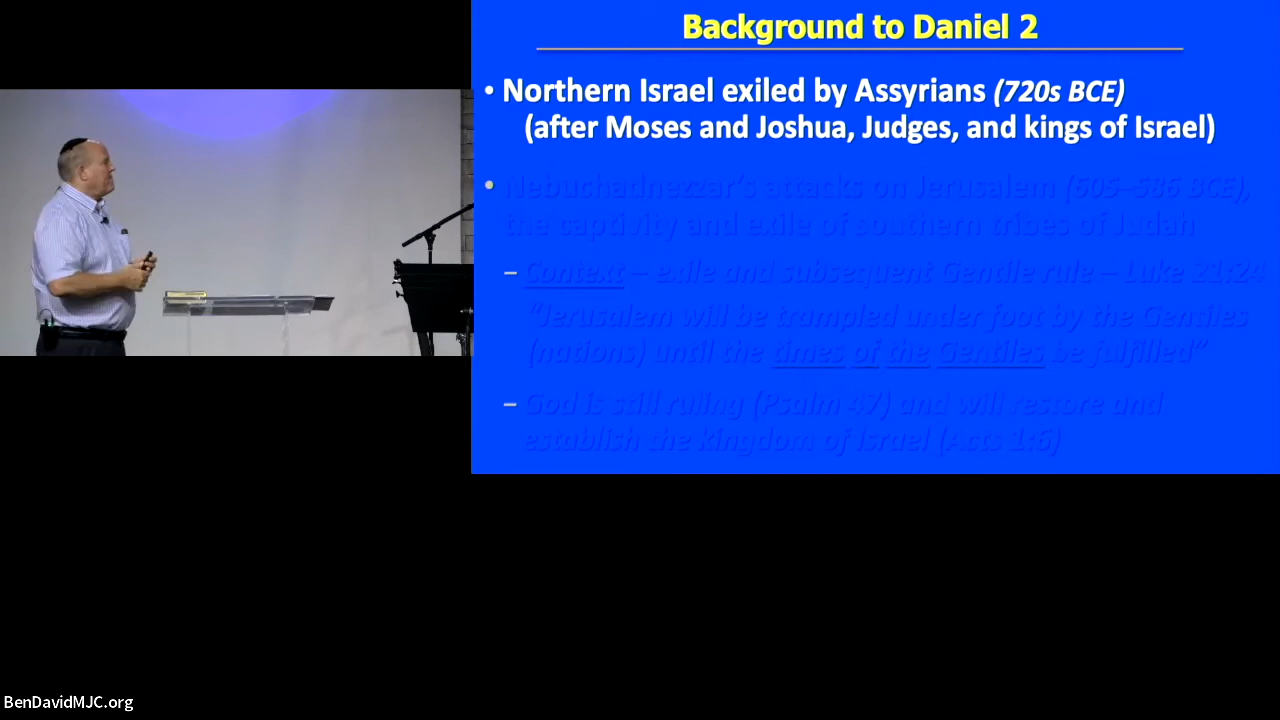 Background to Daniel 2
• Northern Israel exiled by Assyrians (720s BCE)
(after Moses and Joshua, Judges, and kings of Israel)
• Nebuchadnezzar's attacks on Jerusalem (605–586 BCE),
the captivity and exile of southern tribes of Judah
– Context – exile and subsequent Gentile rule– Luke 21:24
"Jerusalem will be trampled under foot by the Gentiles
(nations) until the times of the Gentiles be fulfilled"
– God is still ruling (Psalm 47) and will restore and
establish the kingdom of Israel (Acts 1:6)
BenDavidMJC.org